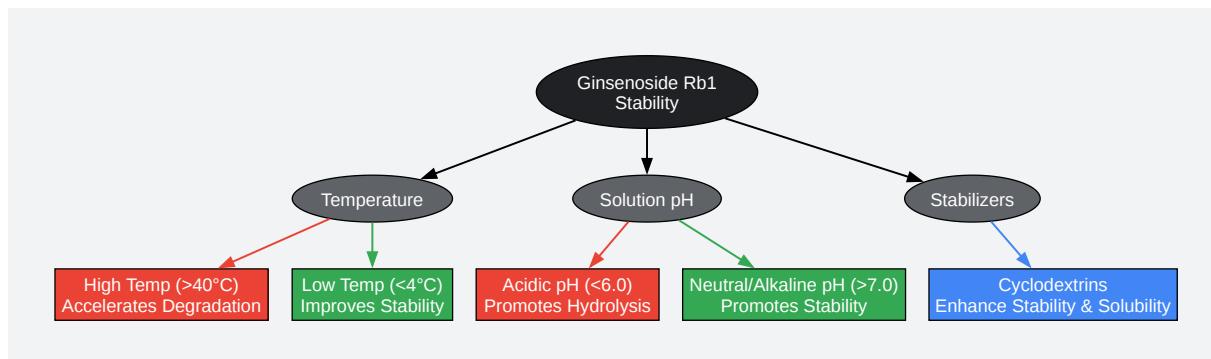 Ginsenoside Rb1
Stability
Temperature
Solution pH
Stabilizers
High Temp (>40°C)
Accelerates Degradation
Low Temp (<4°C)
Improves Stability
Acidic pH (<6.0)
Promotes Hydrolysis
Neutral/Alkaline pH (>7.0)
Promotes Stability
Cyclodextrins
Enhance Stability & Solubility